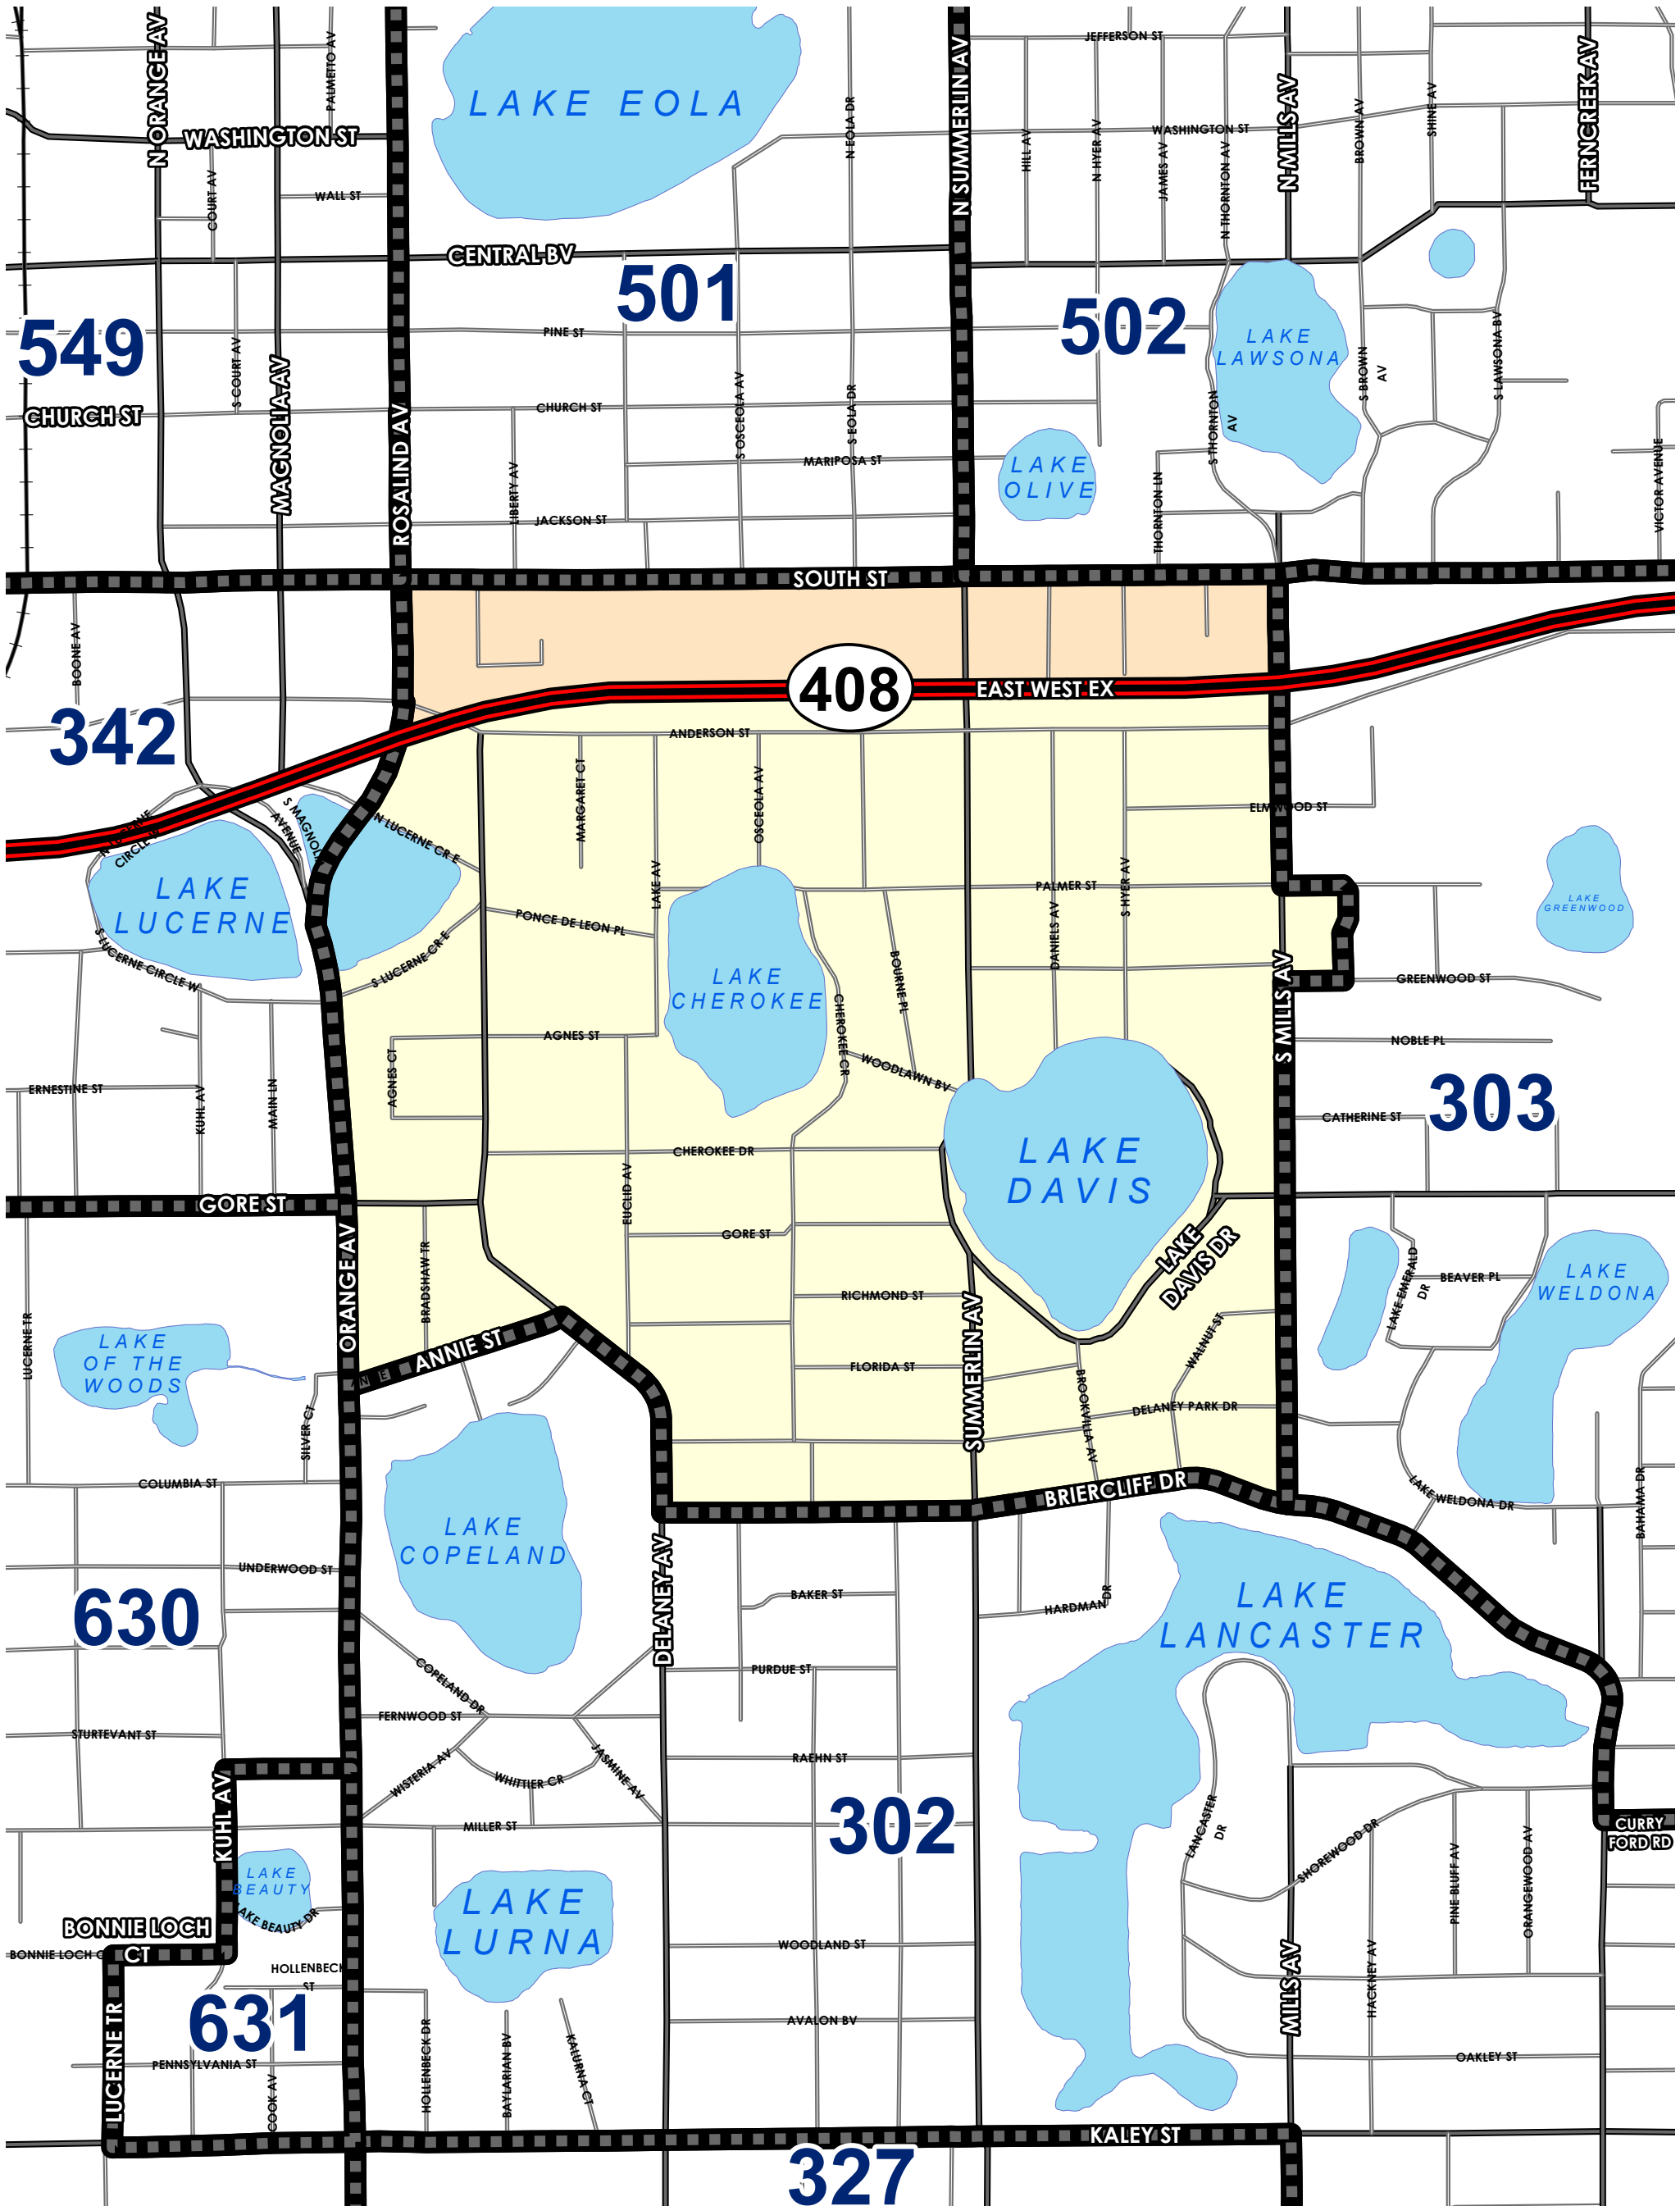 LAKE EOLA
N ORANGE AV
PALMETTO AV
WASHINGTON ST
COURT AV
WALL ST
CENTRAL BV
N EOLA DR
N SUMMERLIN AV
JEFFERSON ST
HILL AV
N HYER AV
JAMES AV
WASHINGTON ST
N THORNTON AV
N MILLS AV
BROWN AV
SHINE AV
FERNCREEK AV
501
549
502
PINE ST
S COURT AV
MAGNOLIA AV
CHURCH ST
ROSALIND AV
CHURCH ST
LIBERTY AV
JACKSON ST
S OSCEOLA AV
S EOLA DR
MARIPOSA ST
LAKE
LAWSONA
LAKE
OLIVE
S THORNTON
AV
THORNTON LN
S BROWN
AV
S LAWSONA BV
VICTOR AVENUE
SOUTH ST
BOONE AV
342
408
EAST WEST EX
ANDERSON ST
MARGARET CT
OSCEOLA AV
LAKE AV
ELMWOOD ST
N LUCERNE
CIRCLE
S MAGNOLIA
AVENUE
N LUCERNE CR E
LAKE
LUCERNE
S LUCERNE CIRCLE W
S LUCERNE CR E
PONCE DE LEON PL
PALMER ST
S HYER AV
DANIELS AV
LAKE
CHEROKEE
BOURNE PL
CHEROKEE CR
WOODLAWN BV
LAKE
GREENWOOD
GREENWOOD ST
S MILLS AV
NOBLE PL
303
CATHERINE ST
AGNES ST
AGNES CT
ERNESTINE ST
KUHL AV
MAIN LN
CHEROKEE DR
EUCLID AV
LAKE
DAVIS
LAKE
DAVIS DR
GORE ST
GORE ST
ORANGE AV
BRADSHAW TR
ANNIE ST
RICHMOND ST
FLORIDA ST
SUMMERLIN AV
BROOKVILLA AV
WALNUT ST
DELANEY PARK DR
BRIERCLIFF DR
LAKE EMERALD
DR
BEAVER PL
LAKE
WELDONA
LAKE WELDONA DR
BAHAMA DR
LUCERNE TR
LAKE
OF THE
WOODS
SILVER CT
COLUMBIA ST
UNDERWOOD ST
630
STURTEVANT ST
LAKE
COPELAND
DELANEY AV
COPELAND DR
FERNWOOD ST
WISTERIA AV
WHITTIER CR
JASMINE AV
MILLER ST
BAKER ST
PURDUE ST
RAEHN ST
302
HARDMAN DR
LAKE
LANCASTER
LANCASTER
DR
SHOREWOOD DR
PINE BLUFF AV
ORANGEWOOD AV
CURRY
FORD RD
KUHL AV
LAKE
BEAUTY
LAKE BEAUTY DR
BONNIE LOCH
CT
BONNIE LOCH C
HOLLENBECK
ST
631
LUCERNE TR
PENNSYLVANIA ST
COOK AV
LAKE
LURNA
HOLLENBECK DR
BAYLARIAN BV
KALURNA CT
WOODLAND ST
AVALON BV
MILLS AV
HACKNEY AV
OAKLEY ST
KALEY ST
327